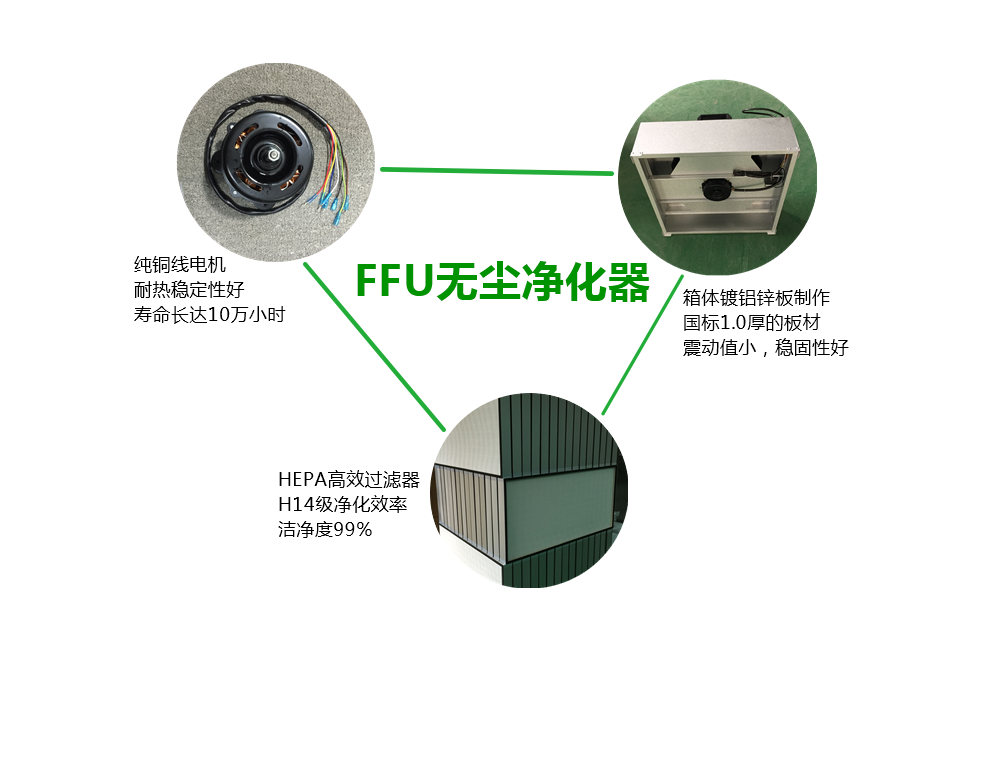 FFU无尘净化器
纯铜线电机
耐热稳定性好
寿命长达10万小时
箱体镀铝锌板制作
国标1.0厚的板材
震动值小，稳固性好
HEPA高效过滤器
H14级净化效率
洁净度99%